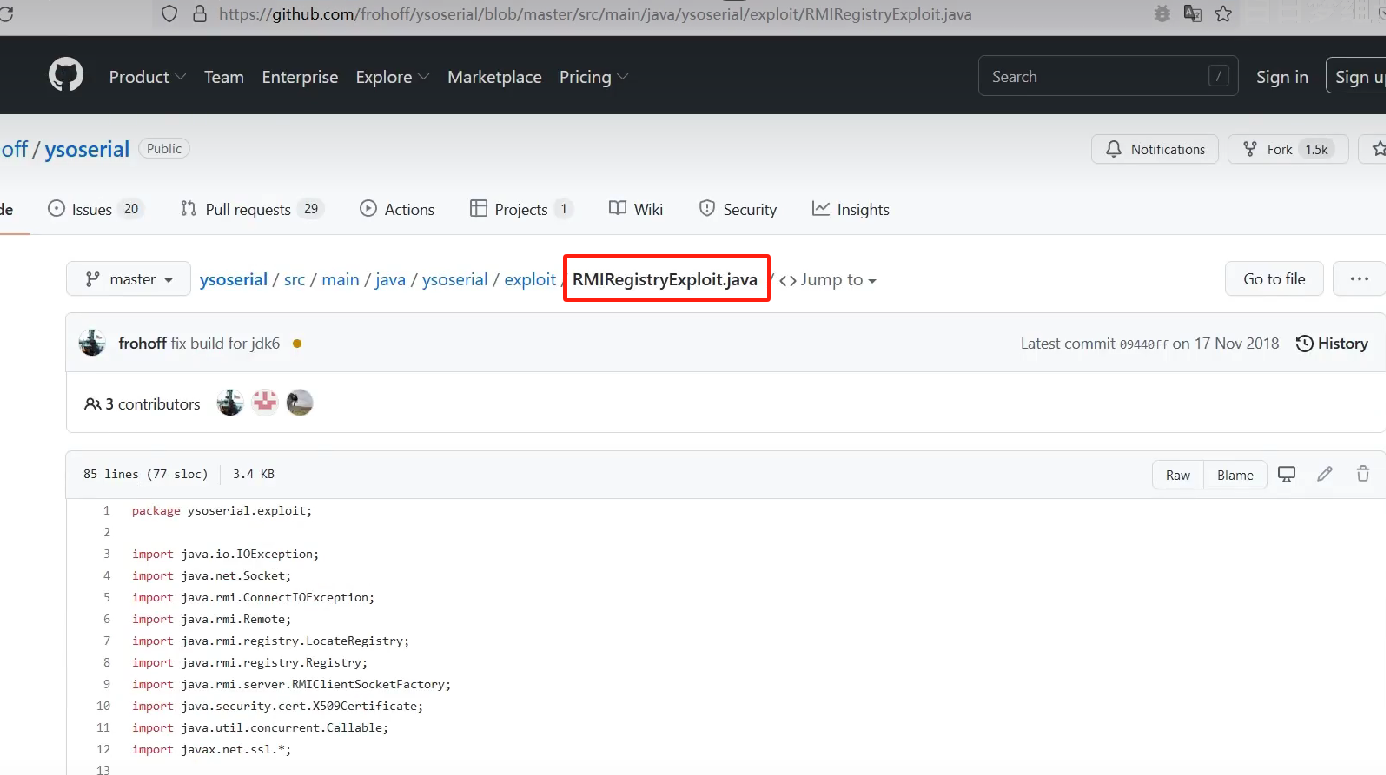 https://github.com/frohoff/ysoserial/blob/master/src/main/java/ysoserial/exploit/RMIRegistryExploit.java
Product Team Enterprise Explore Marketplace Pricing Search / Sign in Sign u
off / ysoserial Public Notifications Fork 1.5k
de Issues 20 Pull requests 29 Actions Projects 1 Wiki Security Insights
master ysoserial / src / main / java / ysoserial / exploit / RMIRegistryExploit.java / <> Jump to Go to file ...
frohoff fix build for jdk6 Latest commit 09440ff on 17 Nov 2018 History
3 contributors
85 lines (77 sloc) 3.4 KB Raw Blame
1 package ysoserial.exploit;
2
3 import java.io.IOException;
4 import java.net.Socket;
5 import java.rmi.ConnectIOException;
6 import java.rmi.Remote;
7 import java.rmi.registry.LocateRegistry;
8 import java.rmi.registry.Registry;
9 import java.rmi.server.RMIClientSocketFactory;
10 import java.security.cert.X509Certificate;
11 import java.util.concurrent.Callable;
12 import javax.net.ssl.*;
13